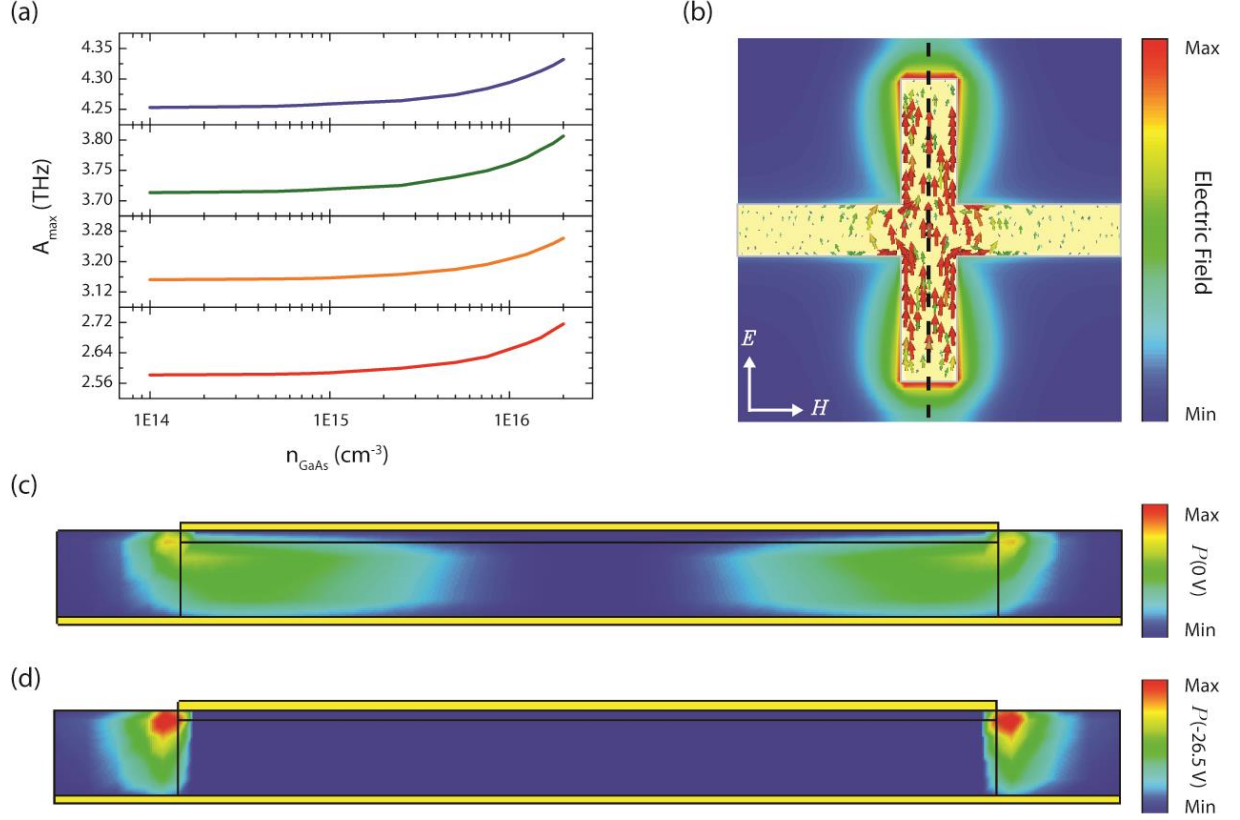 (a)
4.35
4.30
4.25
3.80
3.75
3.70
3.28
3.20
3.12
2.72
2.64
2.56
A_max (THz)
1E14 1E15 1E16
n_GaAs (cm⁻³)
(b)
E
H
Max
Electric Field
Min
(c)
Max
P(0 V)
Min
(d)
Max
P(-26.5 V)
Min